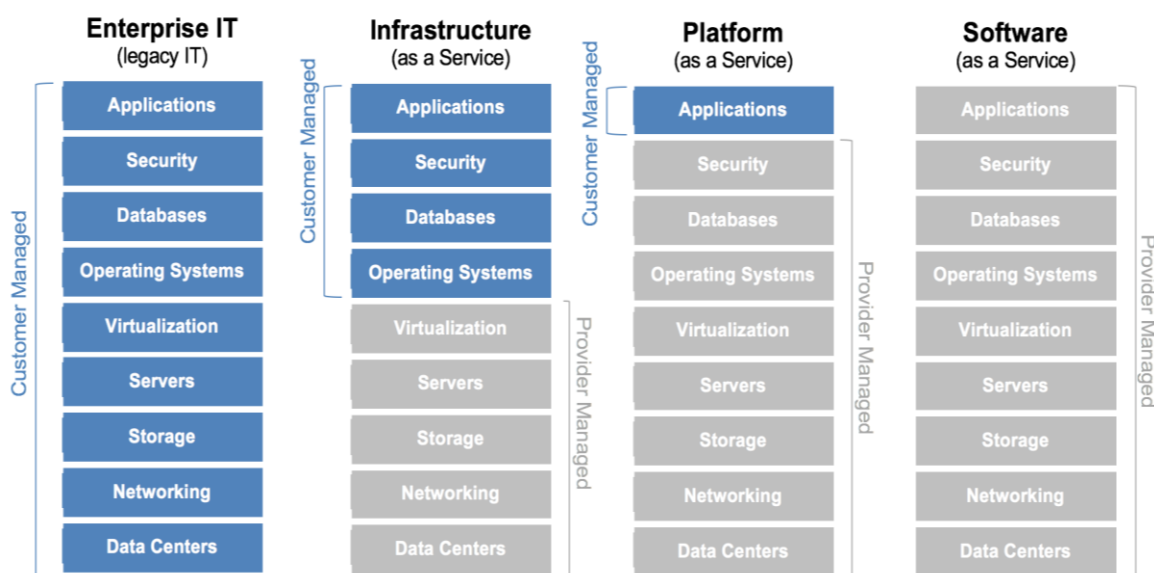 Enterprise IT
(legacy IT)
Customer Managed
Applications
Security
Databases
Operating Systems
Virtualization
Servers
Storage
Networking
Data Centers
Infrastructure
(as a Service)
Customer Managed
Applications
Security
Databases
Operating Systems
Virtualization
Servers
Storage
Networking
Data Centers
Provider Managed
Platform
(as a Service)
Customer Managed
Applications
Security
Databases
Operating Systems
Virtualization
Servers
Storage
Networking
Data Centers
Provider Managed
Software
(as a Service)
Applications
Security
Databases
Operating Systems
Virtualization
Servers
Storage
Networking
Data Centers
Provider Managed